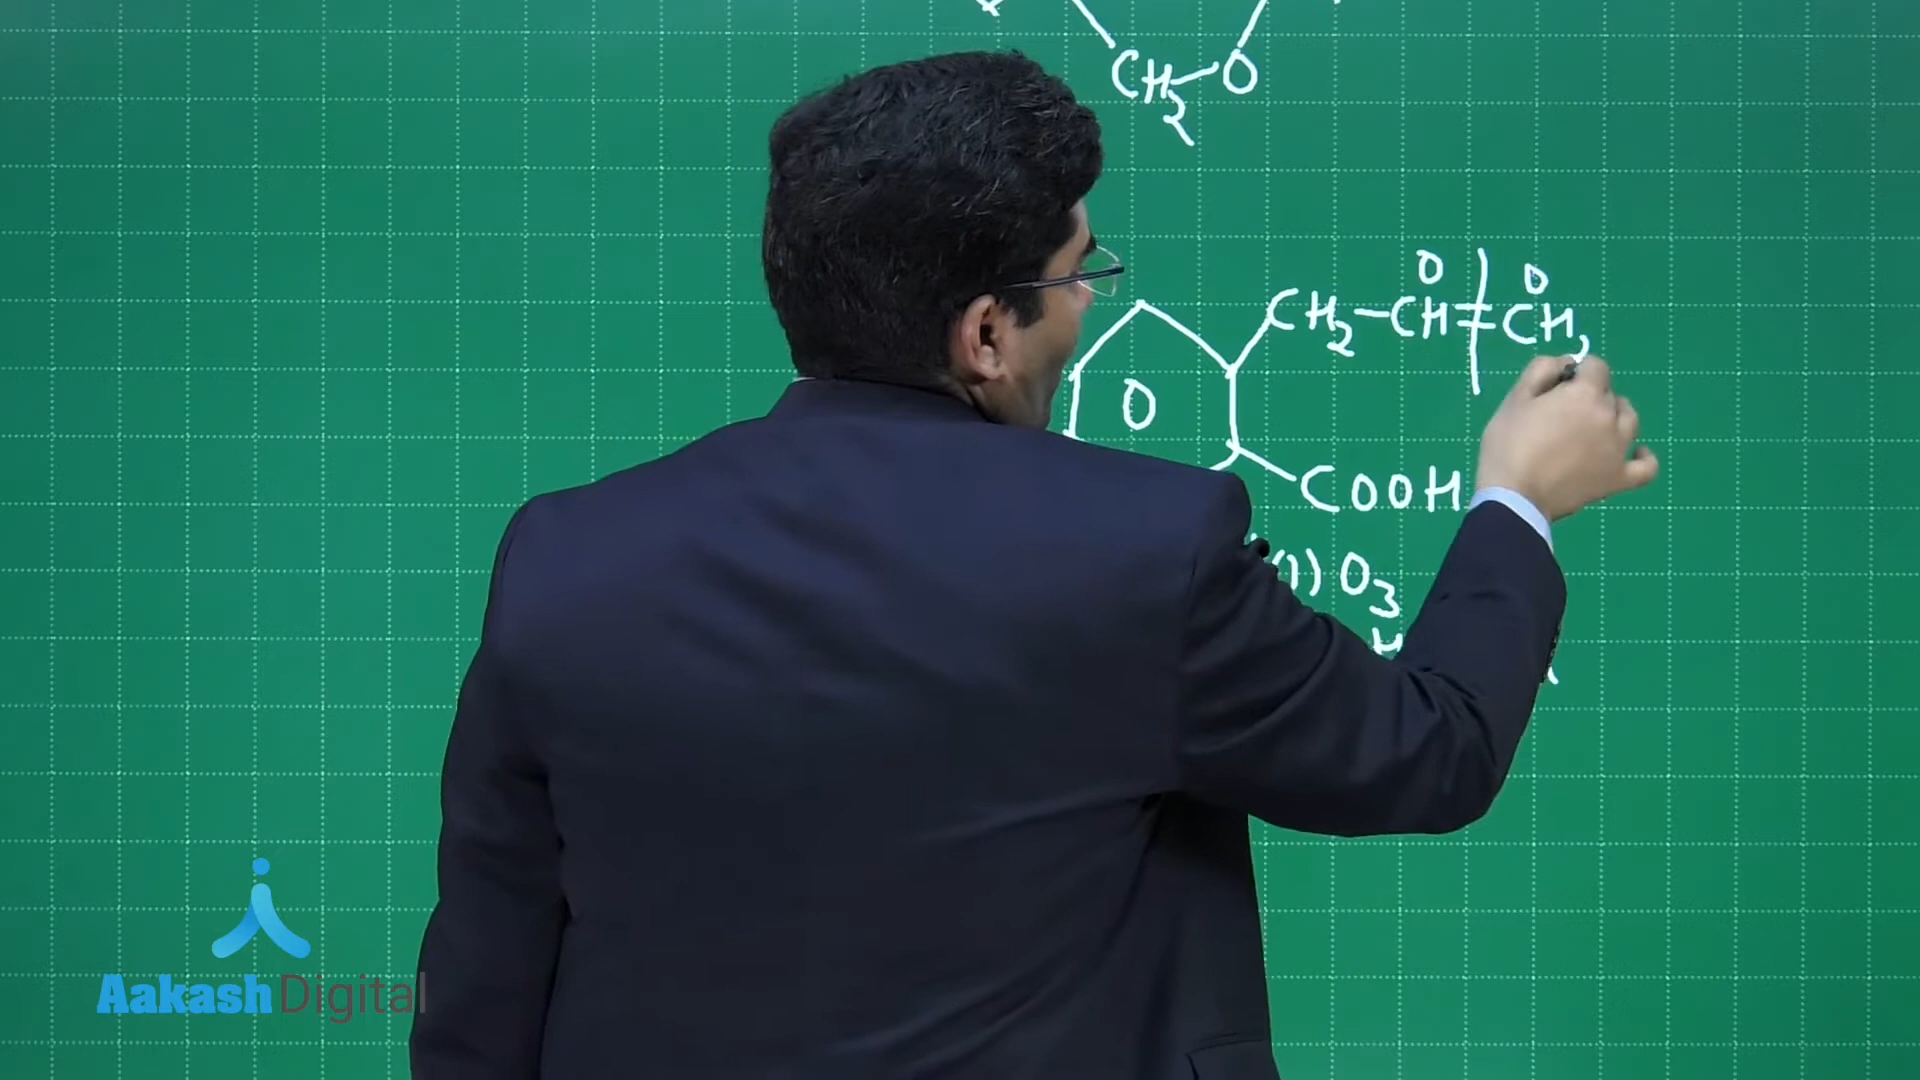 CH2-O
O O
CH2-CH=CH2
O
COOH
(1) O3
H
Aakash Digital